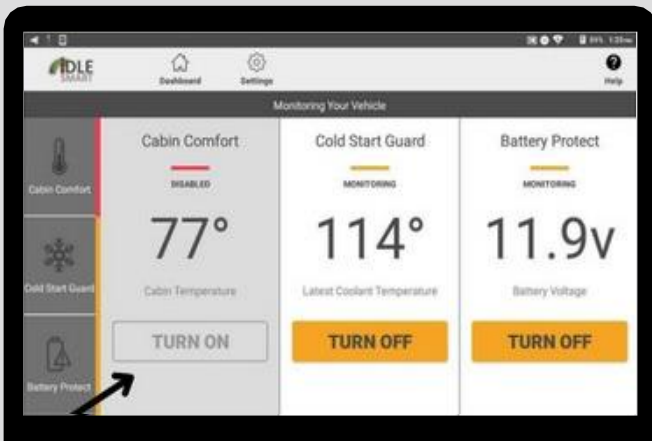 IDLE
SMART
Dashboard
Settings
Help
Monitoring Your Vehicle
Cabin Comfort
Cold Start Guard
Battery Protect
Cabin Comfort
DISABLED
77°
Cabin Temperature
TURN ON
Cold Start Guard
MONITORING
114°
Latest Coolant Temperature
TURN OFF
Battery Protect
MONITORING
11.9v
Battery Voltage
TURN OFF